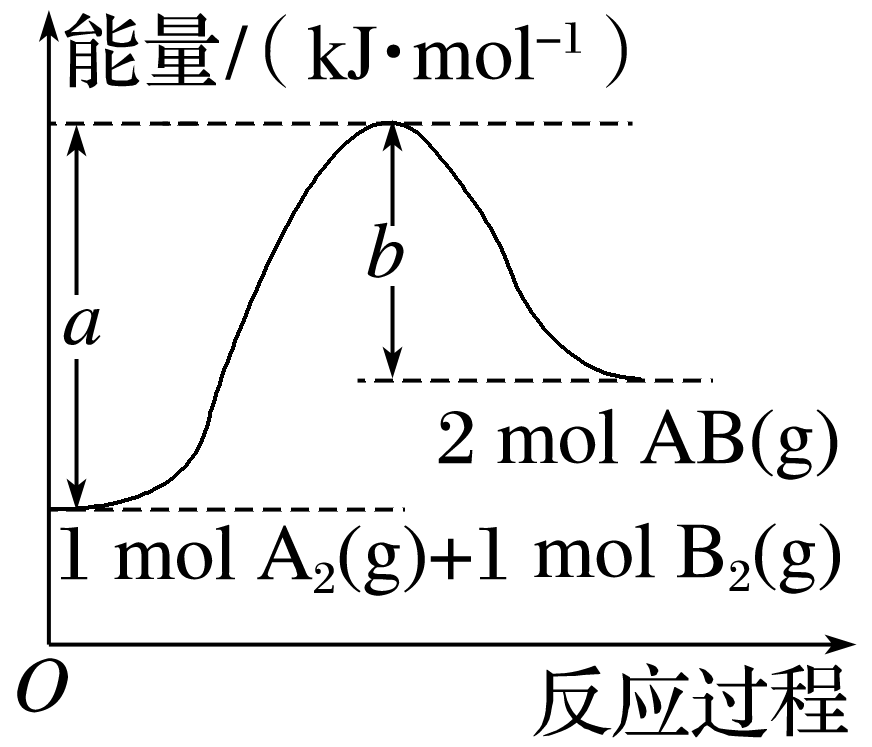 能量/（kJ·mol⁻¹）
a
b
2 mol AB(g)
1 mol A₂(g)+1 mol B₂(g)
O
反应过程